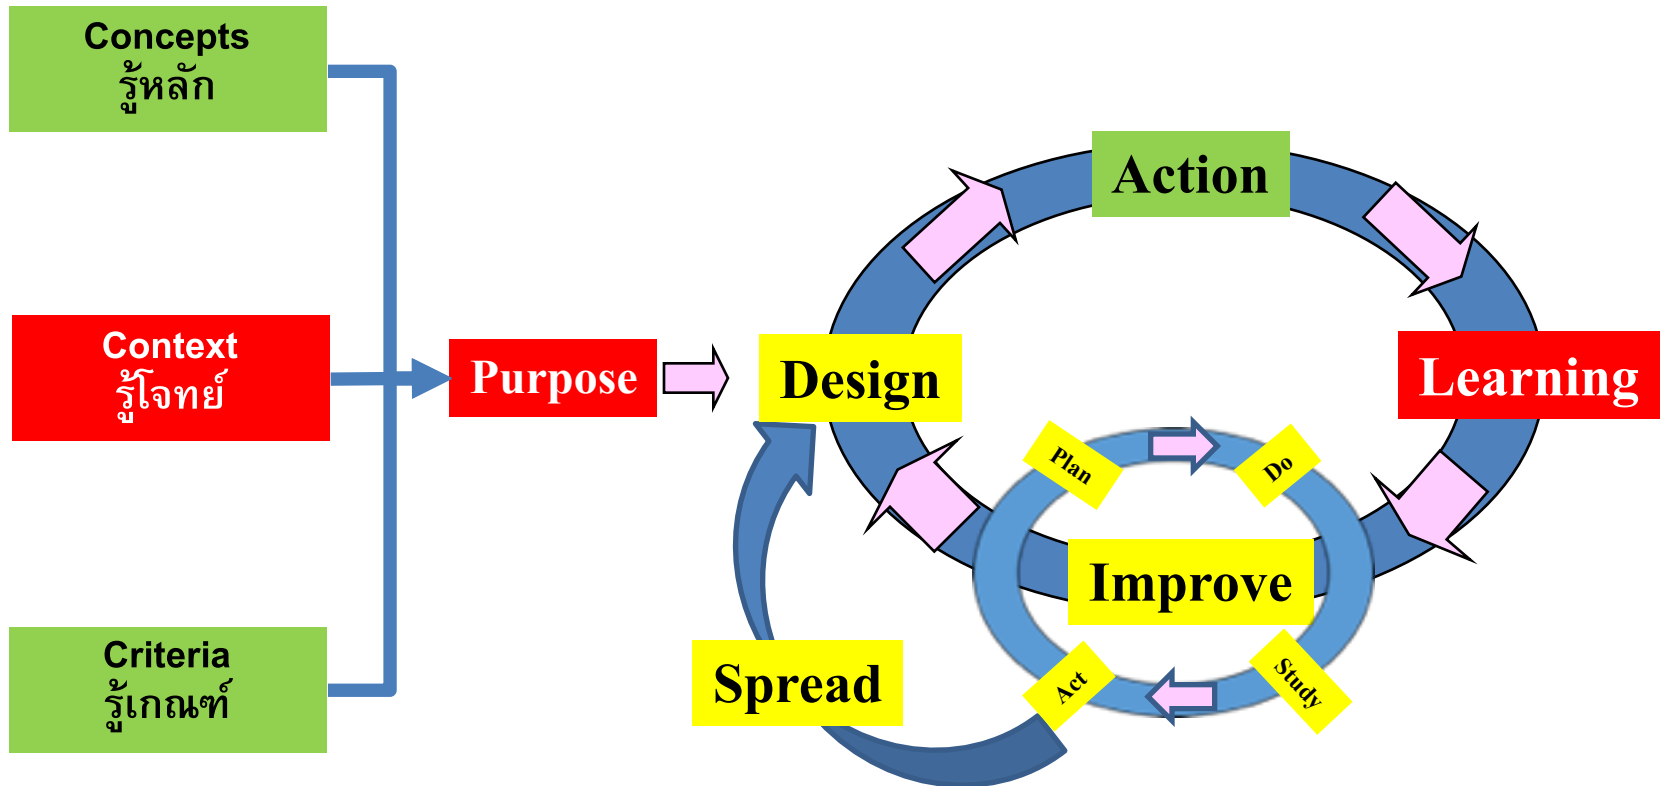 Concepts
รู้หลัก
Context
รู้โจทย์
Criteria
รู้เกณฑ์
Purpose
Design
Action
Learning
Improve
Plan
Do
Study
Act
Spread